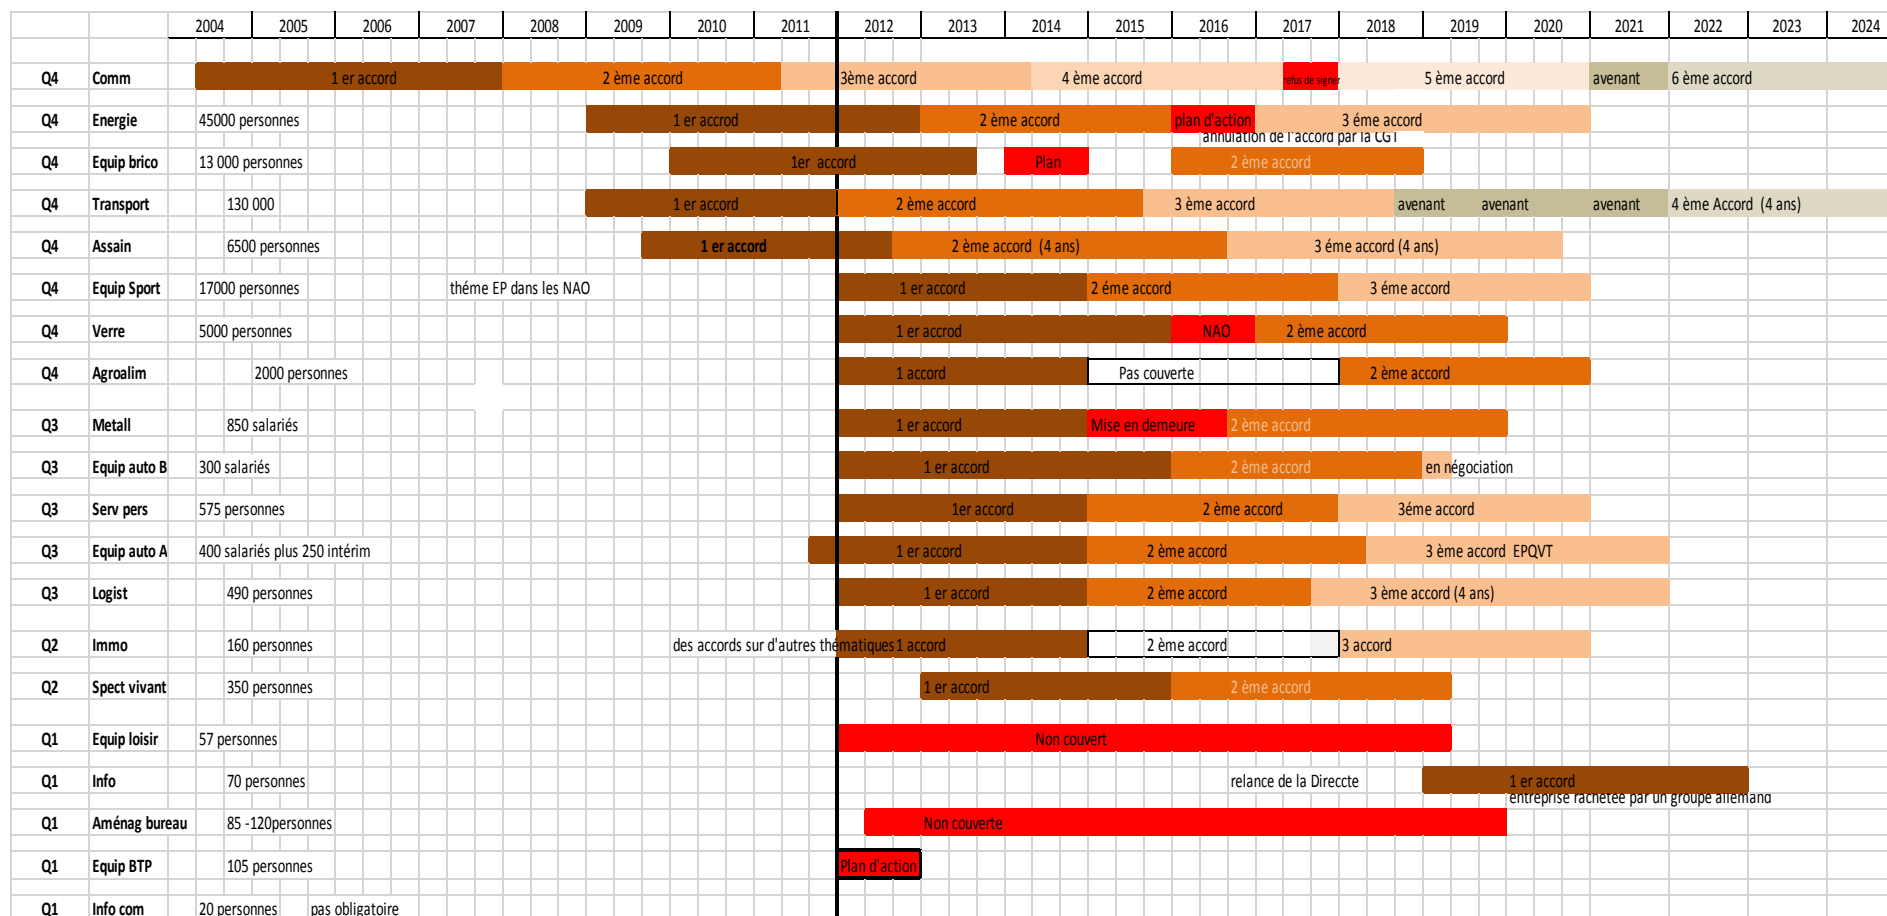 2004 2005 2006 2007 2008 2009 2010 2011 2012 2013 2014 2015 2016 2017 2018 2019 2020 2021 2022 2023 2024
Q4 Comm 1 er accord 2 ème accord 3ème accord 4 ème accord refus de signer 5 ème accord avenant 6 ème accord
Q4 Energie 45000 personnes 1 er accrod 2 ème accord plan d'action 3 éme accord
annulation de l'accord par la CGT
Q4 Equip brico 13 000 personnes 1er accord Plan 2 ème accord
Q4 Transport 130 000 1 er accord 2 ème accord 3 ème accord avenant avenant avenant 4 ème Accord (4 ans)
Q4 Assain 6500 personnes 1 er accord 2 ème accord (4 ans) 3 éme accord (4 ans)
Q4 Equip Sport 17000 personnes théme EP dans les NAO 1 er accord 2 éme accord 3 éme accord
Q4 Verre 5000 personnes 1 er accrod NAO 2 ème accord
Q4 Agroalim 2000 personnes 1 accord Pas couverte 2 ème accord
Q3 Metall 850 salariés 1 er accord Mise en demeure 2 ème accord
Q3 Equip auto B 300 salariés 1 er accord 2 ème accord en négociation
Q3 Serv pers 575 personnes 1er accord 2 ème accord 3éme accord
Q3 Equip auto A 400 salariés plus 250 intérim 1 er accord 2 ème accord 3 ème accord EPQVT
Q3 Logist 490 personnes 1 er accord 2 ème accord 3 ème accord (4 ans)
Q2 Immo 160 personnes des accords sur d'autres thématiques 1 accord 2 ème accord 3 accord
Q2 Spect vivant 350 personnes 1 er accord 2 ème accord
Q1 Equip loisir 57 personnes Non couvert
Q1 Info 70 personnes relance de la Direccte 1 er accord
entreprise rachetée par un groupe allemand
Q1 Aménag bureau 85 -120personnes Non couverte
Q1 Equip BTP 105 personnes Plan d'action
Q1 Info com 20 personnes pas obligatoire